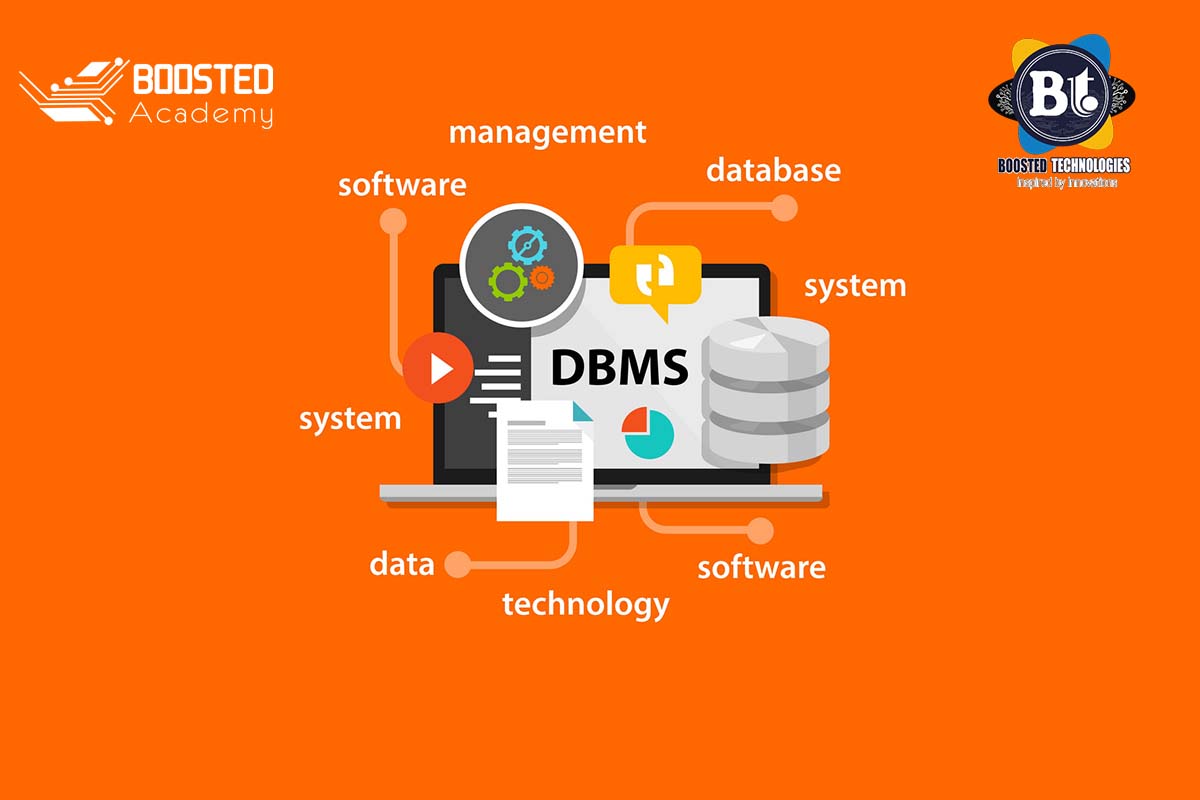 BOOSTED
Academy
Bt.
BOOSTED TECHNOLOGIES
Inspired by Innovations
management
database
software
system
DBMS
system
data
software
technology